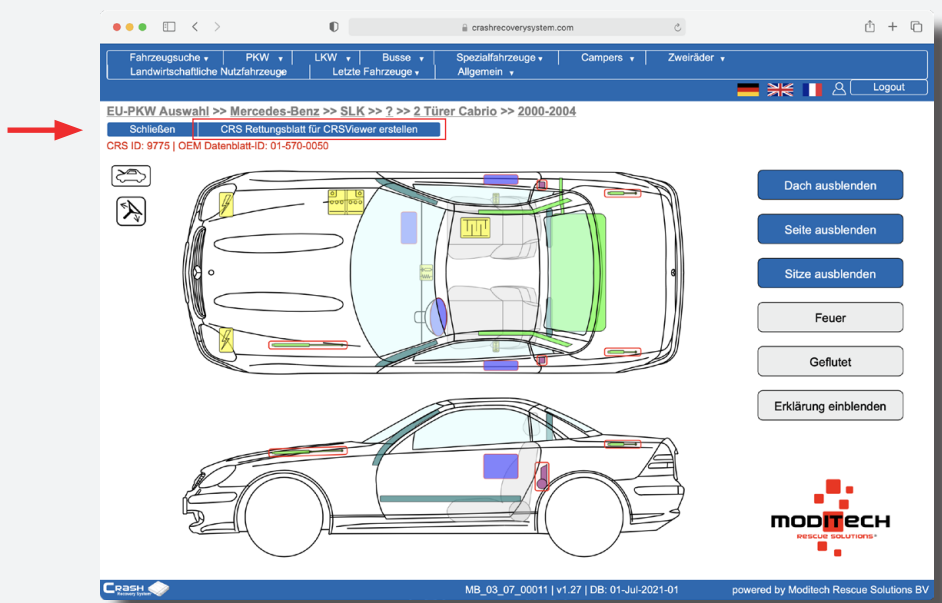 crashrecoverysystem.com
Fahrzeugsuche PKW LKW Busse Spezialfahrzeuge Campers Zweiräder
Landwirtschaftliche Nutzfahrzeuge Letzte Fahrzeuge Allgemein
Logout
EU-PKW Auswahl >> Mercedes-Benz >> SLK >> ? >> 2 Türer Cabrio >> 2000-2004
Schließen CRS Rettungsblatt für CRSViewer erstellen
CRS ID: 9775 | OEM Datenblatt-ID: 01-570-0050
Dach ausblenden
Seite ausblenden
Sitze ausblenden
Feuer
Geflutet
Erklärung einblenden
MODITECH
RESCUE SOLUTIONS
CRASH
Recovery System
MB_03_07_00011 | v1.27 | DB: 01-Jul-2021-01
powered by Moditech Rescue Solutions BV